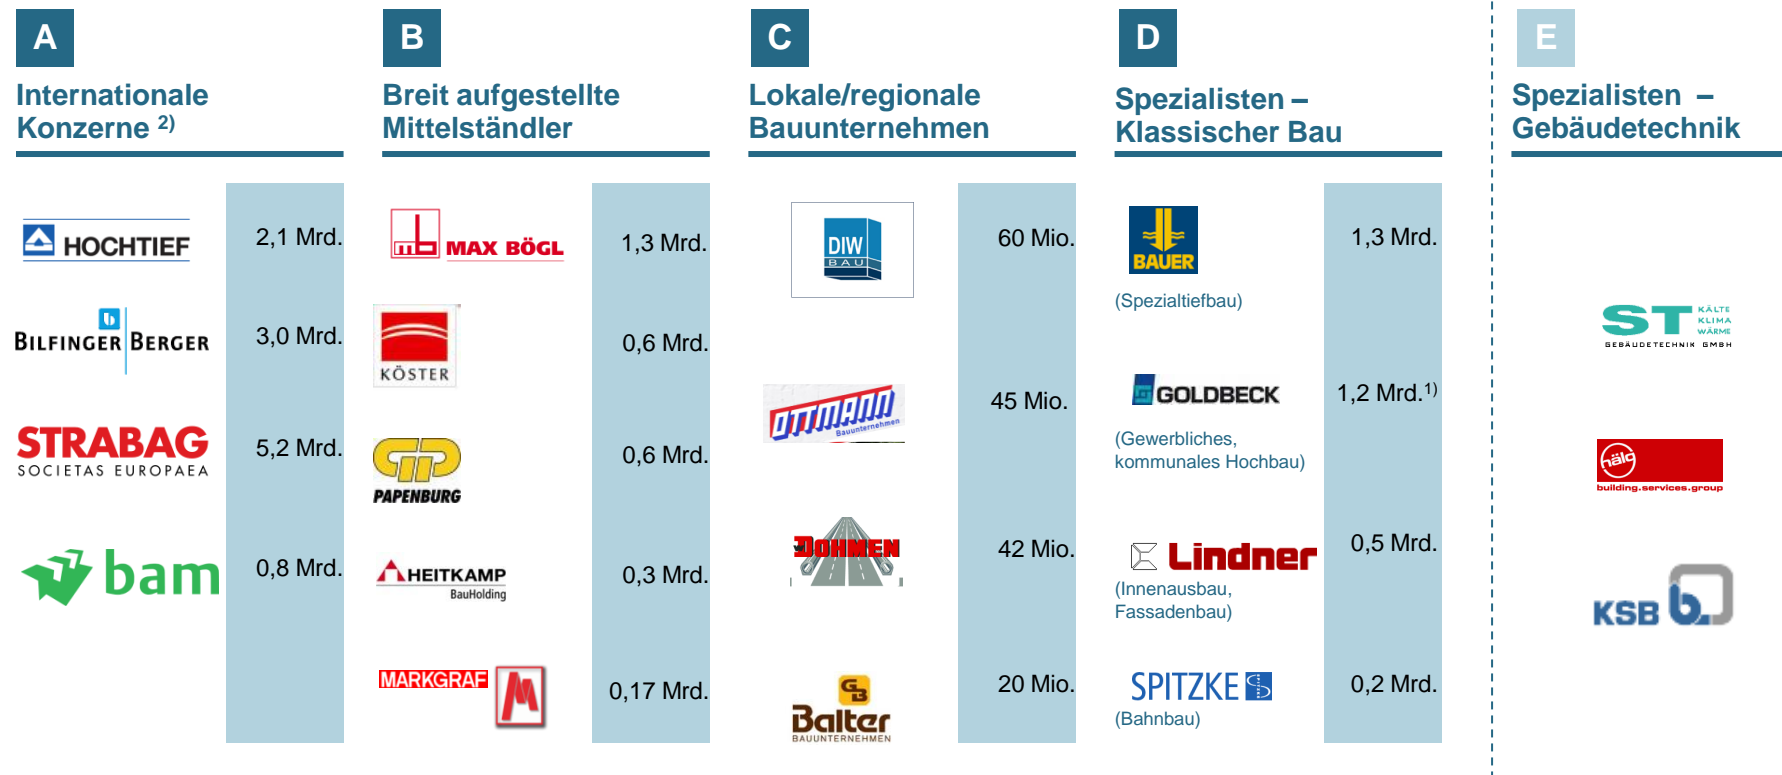 A
Internationale
Konzerne 2)
HOCHTIEF
2,1 Mrd.
BILFINGER BERGER
3,0 Mrd.
STRABAG
SOCIETAS EUROPAEA
5,2 Mrd.
bam
0,8 Mrd.
B
Breit aufgestellte
Mittelständler
mb MAX BÖGL
1,3 Mrd.
KÖSTER
0,6 Mrd.
GP
PAPENBURG
0,6 Mrd.
HEITKAMP
BauHolding
0,3 Mrd.
MARKGRAF
0,17 Mrd.
C
Lokale/regionale
Bauunternehmen
DIW
BAU
60 Mio.
OTTMANN
Bauunternehmen
45 Mio.
DOHMEN
42 Mio.
GB
Balter
BAUUNTERNEHMEN
20 Mio.
D
Spezialisten –
Klassischer Bau
BAUER
1,3 Mrd.
(Spezialtiefbau)
GOLDBECK
1,2 Mrd.1)
(Gewerbliches,
kommunales Hochbau)
Lindner
0,5 Mrd.
(Innenausbau,
Fassadenbau)
SPITZKE
0,2 Mrd.
(Bahnbau)
E
Spezialisten –
Gebäudetechnik
ST
KÄLTE
KLIMA
WÄRME
GEBÄUDETECHNIK GMBH
hälg
building.services.group
KSB b.